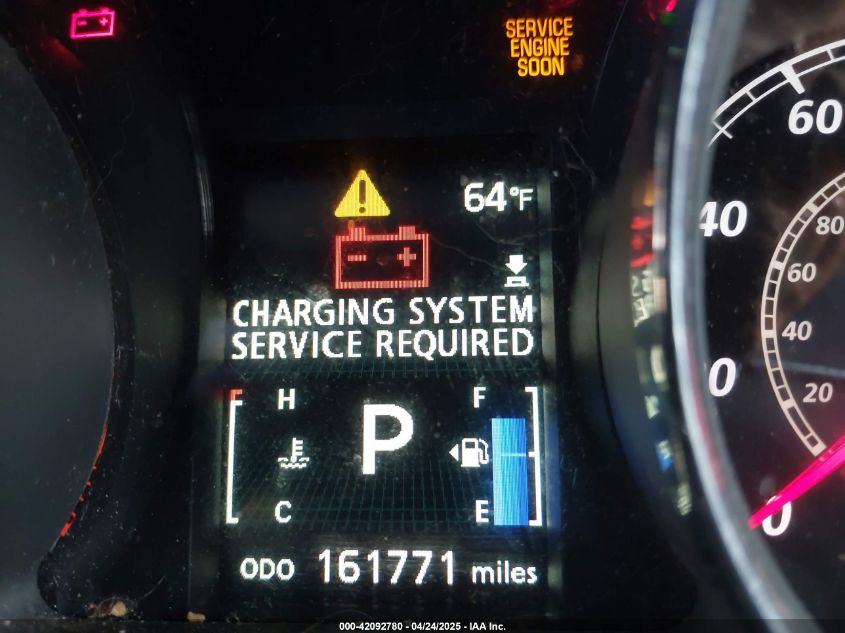 SERVICE
ENGINE
SOON
64°F
CHARGING SYSTEM
SERVICE REQUIRED
H
F
P
C
E
ODO 161771 miles
60
40
0
0
80
60
40
20
000-42092780 - 04/24/2025 - IAA Inc.